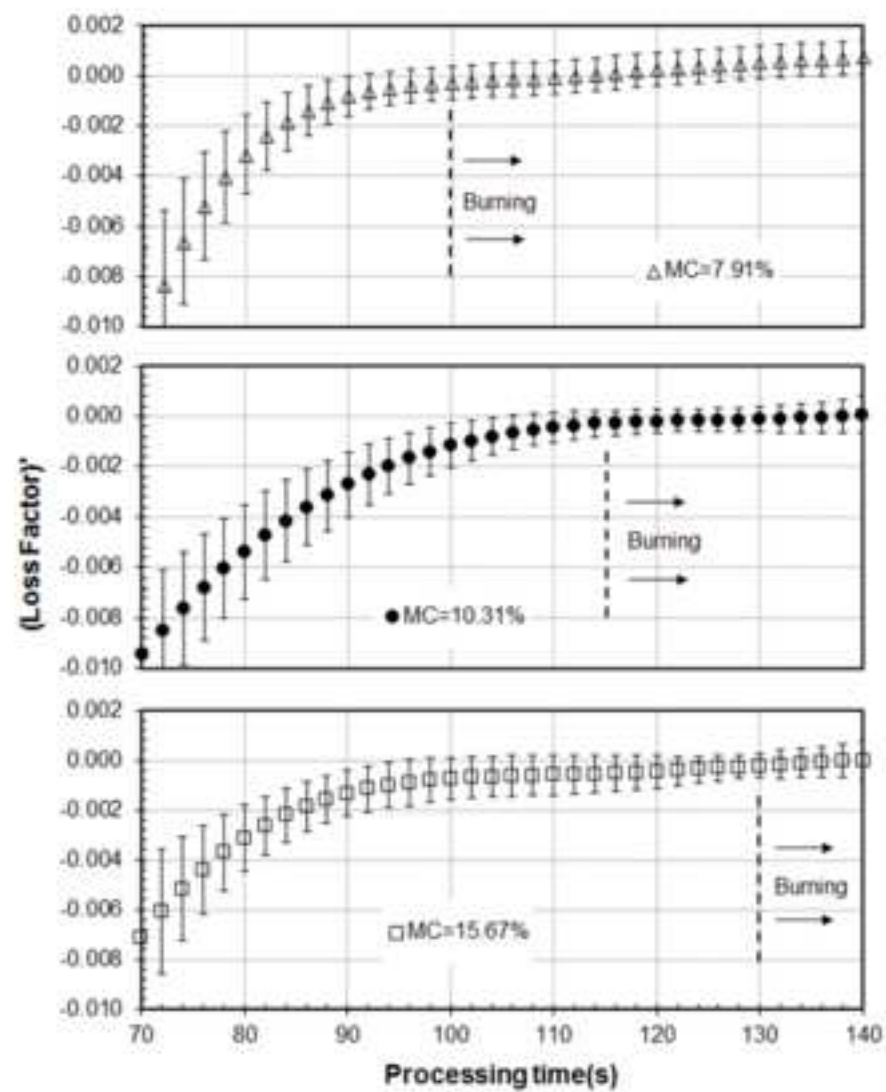 0.002
0.000
-0.002
-0.004
-0.006
-0.008
-0.010
Burning
MC=7.91%
0.002
0.000
-0.002
-0.004
-0.006
-0.008
-0.010
Burning
MC=10.31%
(Loss Factor)'
0.002
0.000
-0.002
-0.004
-0.006
-0.008
-0.010
Burning
MC=15.67%
70 80 90 100 110 120 130 140
Processing time(s)